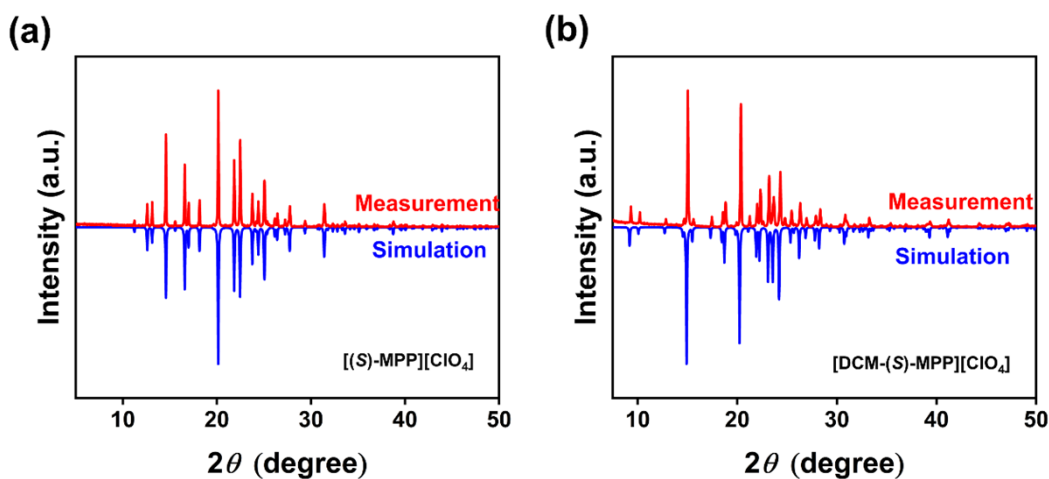 (a)
Intensity (a.u.)
Measurement
Simulation
[(S)-MPP][ClO₄]
10 20 30 40 50
2θ (degree)
(b)
Intensity (a.u.)
Measurement
Simulation
[DCM-(S)-MPP][ClO₄]
10 20 30 40 50
2θ (degree)